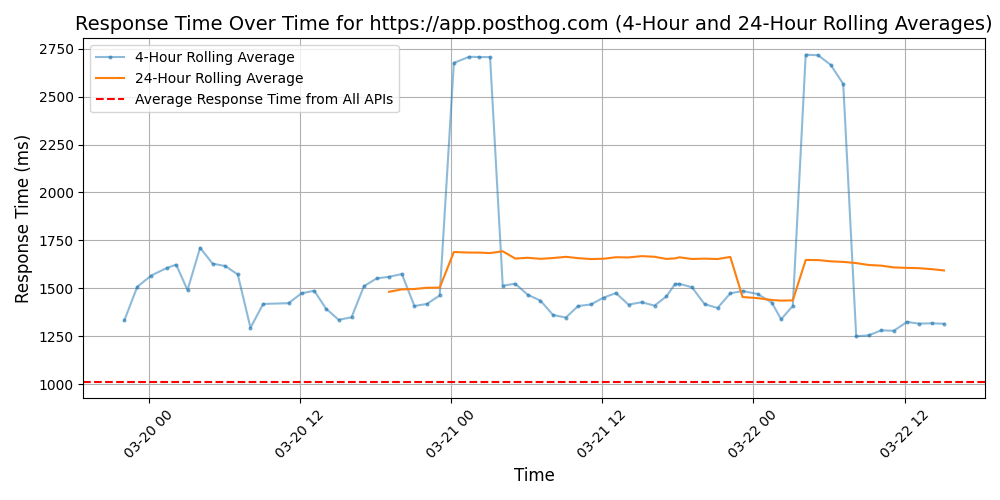 Response Time Over Time for https://app.posthog.com (4-Hour and 24-Hour Rolling Averages)
4-Hour Rolling Average
24-Hour Rolling Average
Average Response Time from All APIs
Response Time (ms)
2750
2500
2250
2000
1750
1500
1250
1000
03-20 00
03-20 12
03-21 00
03-21 12
03-22 00
03-22 12
Time